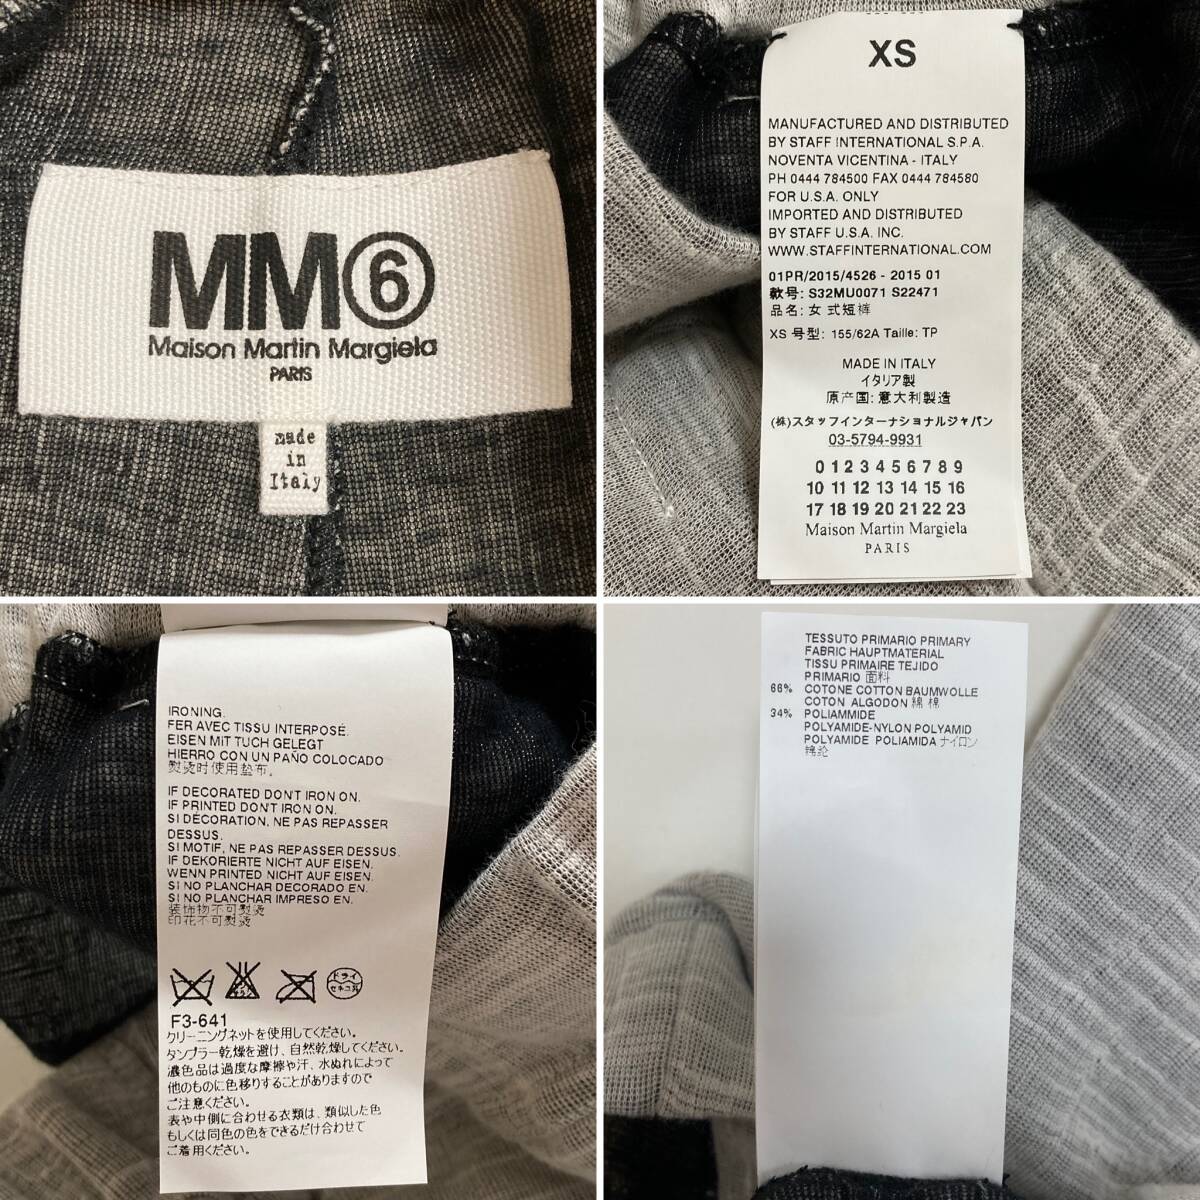 MM⑥
Maison Martin Margiela
PARIS
made
in
Italy
XS
MANUFACTURED AND DISTRIBUTED
BY STAFF INTERNATIONAL S.P.A.
NOVENTA VICENTINA - ITALY
PH 0444 784500 FAX 0444 784580
FOR U.S.A. ONLY
IMPORTED AND DISTRIBUTED
BY STAFF U.S.A. INC.
WWW.STAFFINTERNATIONAL.COM
01PR/2015/4526 - 2015 01
款号: S32MU0071 S22471
品名: 女 式短裤
XS 号型: 155/62A Taille: TP
MADE IN ITALY
イタリア製
原产国: 意大利製造
(株)スタッフインターナショナルジャパン
03-5794-9931
0 1 2 3 4 5 6 7 8 9
10 11 12 13 14 15 16
17 18 19 20 21 22 23
Maison Martin Margiela
PARIS
IRONING.
FER AVEC TISSU INTERPOSÉ.
EISEN MIT TUCH GELEGT
HIERRO CON UN PAÑO COLOCADO
熨烫时使用垫布。
IF DECORATED DON'T IRON ON.
IF PRINTED DON'T IRON ON.
SI DÉCORATION, NE PAS REPASSER
DESSUS.
SI MOTIF, NE PAS REPASSER DESSUS.
IF DEKORIERTE NICHT AUF EISEN.
WENN PRINTED NICHT AUF EISEN.
SI NO PLANCHAR DECORADO EN.
SI NO PLANCHAR IMPRESO EN.
装饰物不可熨烫
印花不可熨烫
ドライ
セキユ系
F3-641
クリーニングネットを使用してください。
タンブラー乾燥を避け、自然乾燥してください。
濃色品は過度な摩擦や汗、水ぬれによって
他のものに色移りすることがありますので
ご注意ください。
表や中側に合わせる衣類は、類似した色
もしくは同色の色をできるだけ合わせて
ご着用ください。
TESSUTO PRIMARIO PRIMARY
FABRIC HAUPTMATERIAL
TISSU PRIMAIRE TEJIDO
PRIMARIO 面料
66% COTONE COTTON BAUMWOLLE
COTON ALGODON 綿 棉
34% POLIAMMIDE
POLYAMIDE-NYLON POLYAMID
POLYAMIDE POLIAMIDA ナイロン
锦纶